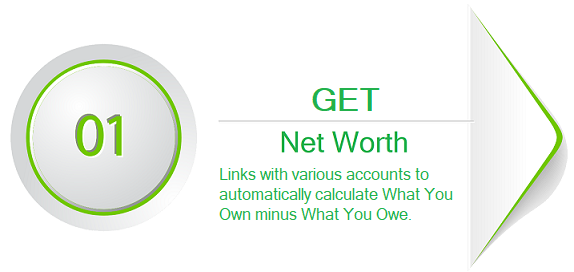 01
GET
Net Worth
Links with various accounts to
automatically calculate What You
Own minus What You Owe.